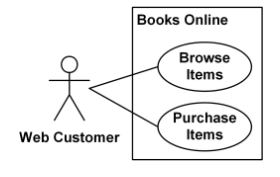 Books Online
Browse
Items
Purchase
Items
Web Customer